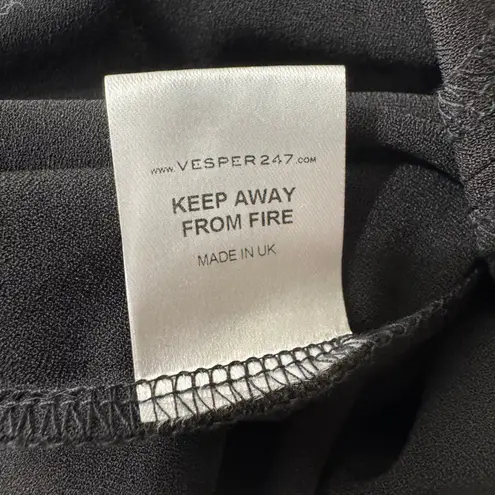 www.VESPER247.com
KEEP AWAY
FROM FIRE
MADE IN UK